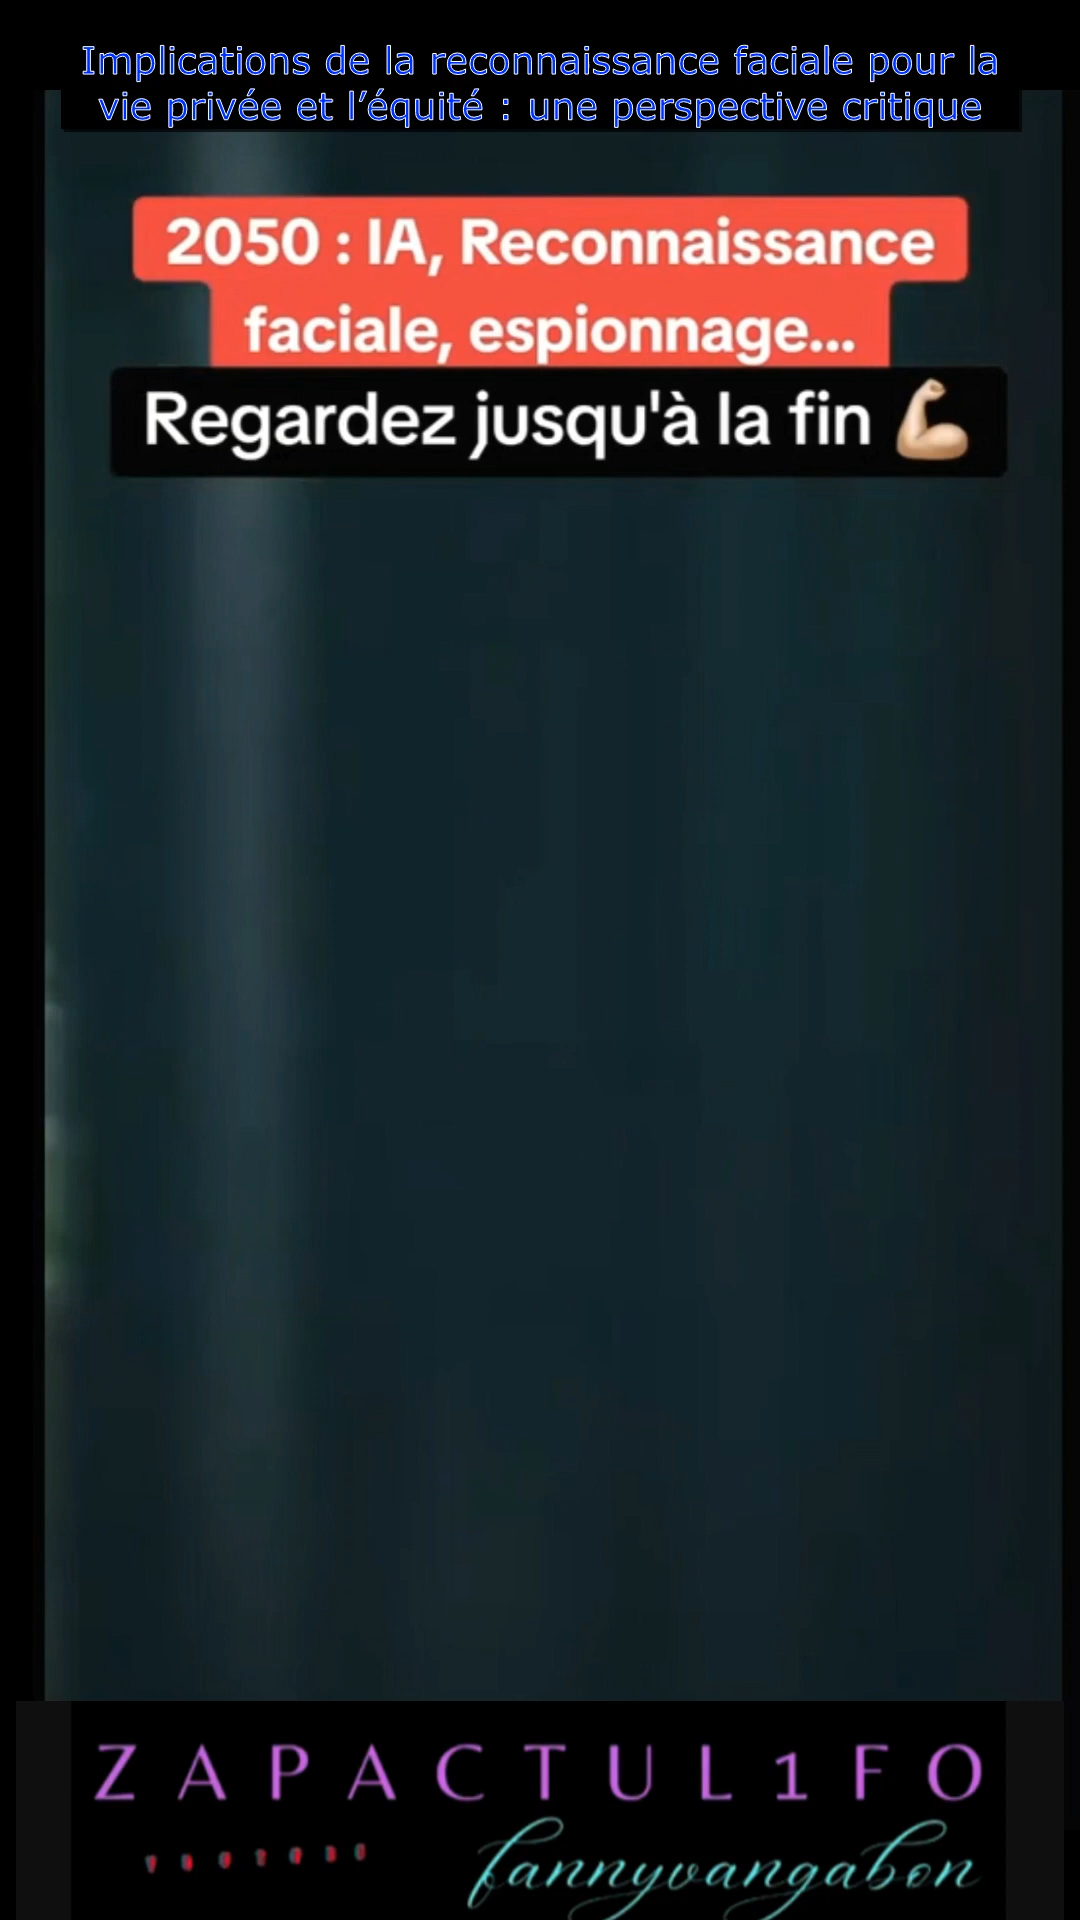 Implications de la reconnaissance faciale pour la
vie privée et l’équité : une perspective critique
2050 : IA, Reconnaissance
faciale, espionnage...
Regardez jusqu'à la fin 💪🏻
ZAPACTUL1FO
fannyvangabon